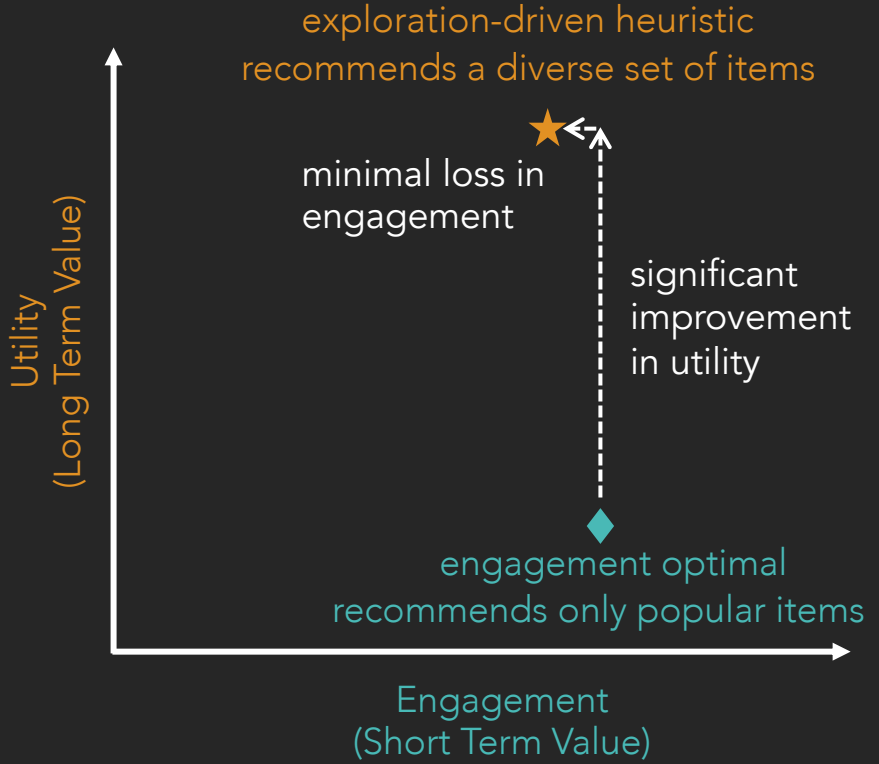 exploration-driven heuristic
recommends a diverse set of items
minimal loss in
engagement
significant
improvement
in utility
Utility
(Long Term Value)
engagement optimal
recommends only popular items
Engagement
(Short Term Value)